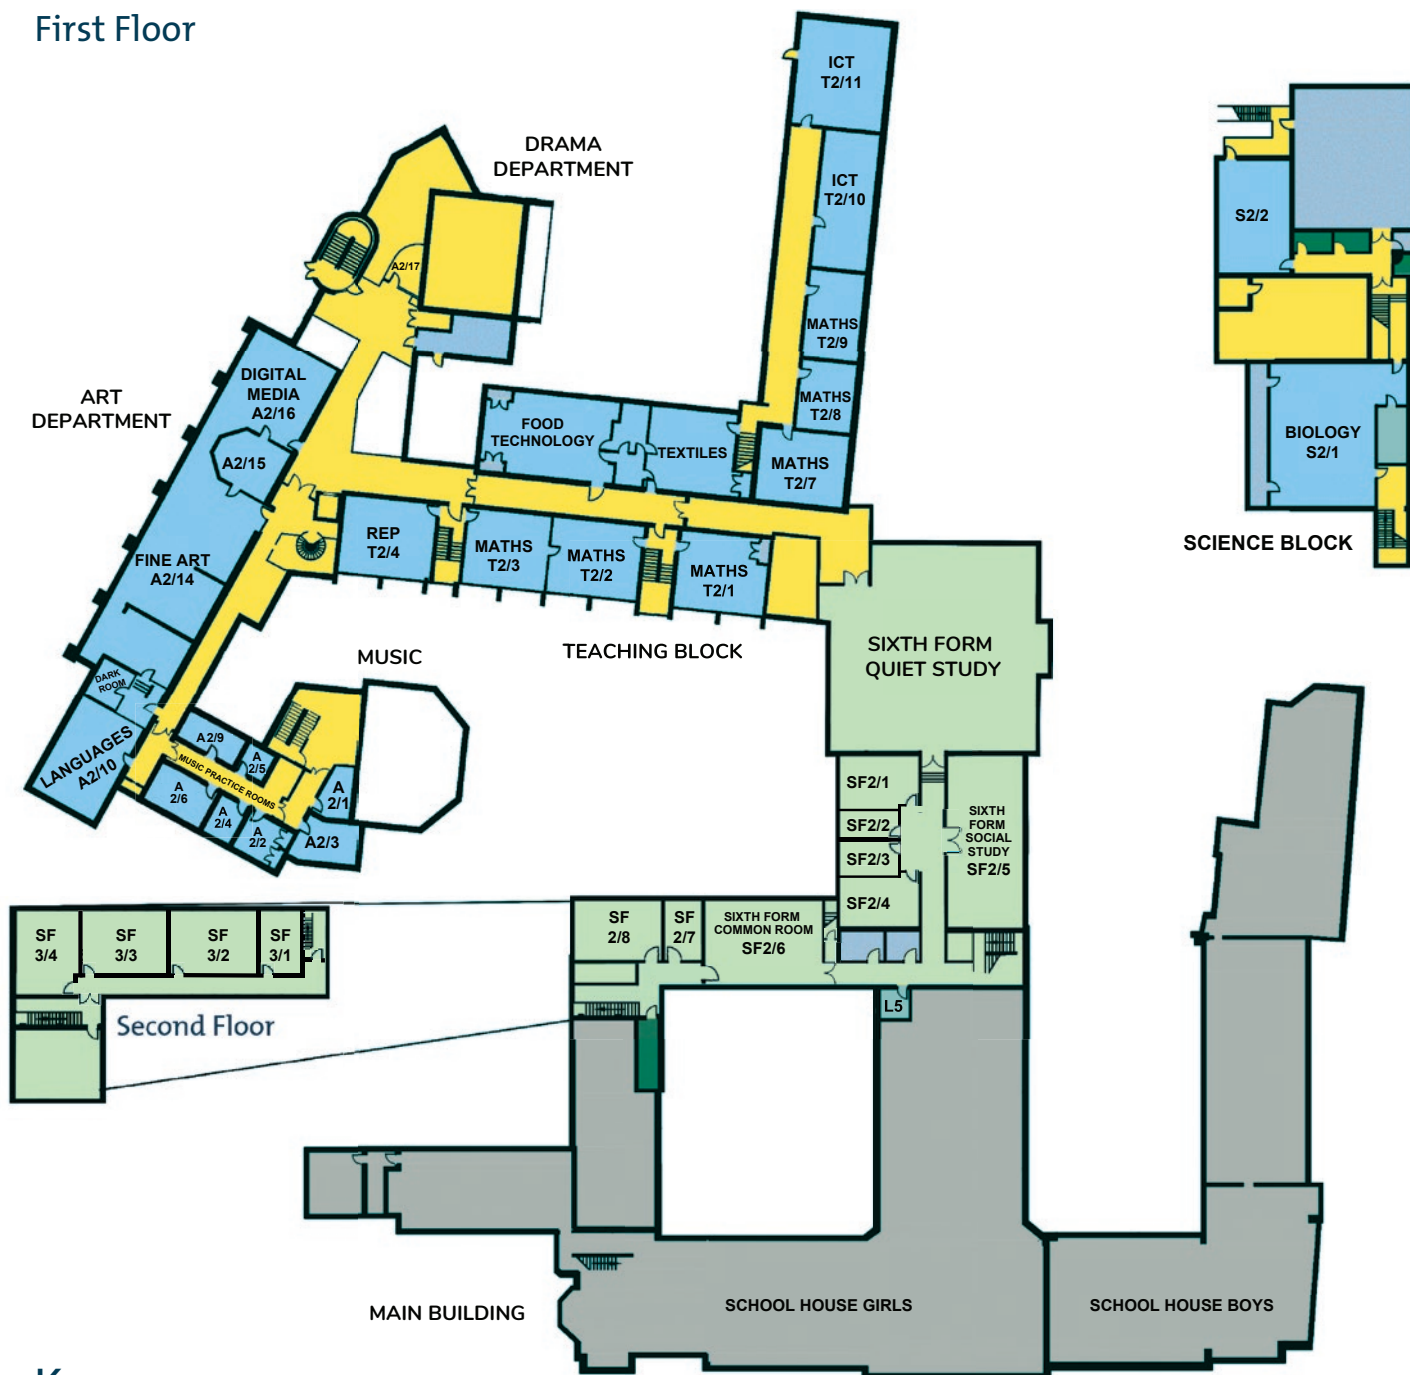 First Floor
ICT
T2/11
DRAMA
DEPARTMENT
ICT
T2/10
S2/2
A2/17
MATHS
T2/9
DIGITAL
MEDIA
A2/16
ART
DEPARTMENT
MATHS
T2/8
FOOD
TECHNOLOGY
TEXTILES
BIOLOGY
S2/1
A2/15
MATHS
T2/7
REP
T2/4
MATHS
T2/3
MATHS
T2/2
MATHS
T2/1
SCIENCE BLOCK
FINE ART
A2/14
MUSIC
TEACHING BLOCK
SIXTH FORM
QUIET STUDY
DARK
ROOM
LANGUAGES
A2/10
A2/9
A
2/5
MUSIC PRACTICE ROOMS
A
2/6
A
2/4
A
2/2
A
2/1
A2/3
SF2/1
SF2/2
SF2/3
SF2/4
SIXTH
FORM
SOCIAL
STUDY
SF2/5
SF
3/4
SF
3/3
SF
3/2
SF
3/1
SF
2/8
SF
2/7
SIXTH FORM
COMMON ROOM
SF2/6
L5
Second Floor
MAIN BUILDING
SCHOOL HOUSE GIRLS
SCHOOL HOUSE BOYS